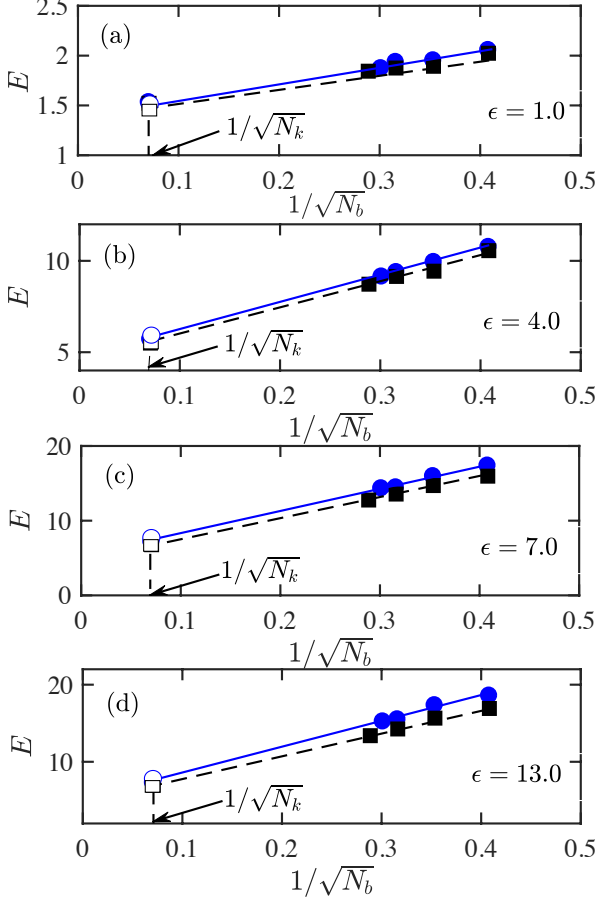 2.5
(a)
2
E
1.5
1/√N_k
ϵ = 1.0
1
0 0.1 0.3 0.4 0.5
1/√N_b
(b)
10
E
1/√N_k
ϵ = 4.0
5
0 0.1 0.2 0.3 0.4 0.5
1/√N_b
20
(c)
E
10
1/√N_k
ϵ = 7.0
0
0 0.1 0.2 0.3 0.4 0.5
1/√N_b
20
(d)
E
10
1/√N_k
ϵ = 13.0
0 0.1 0.2 0.3 0.4 0.5
1/√N_b